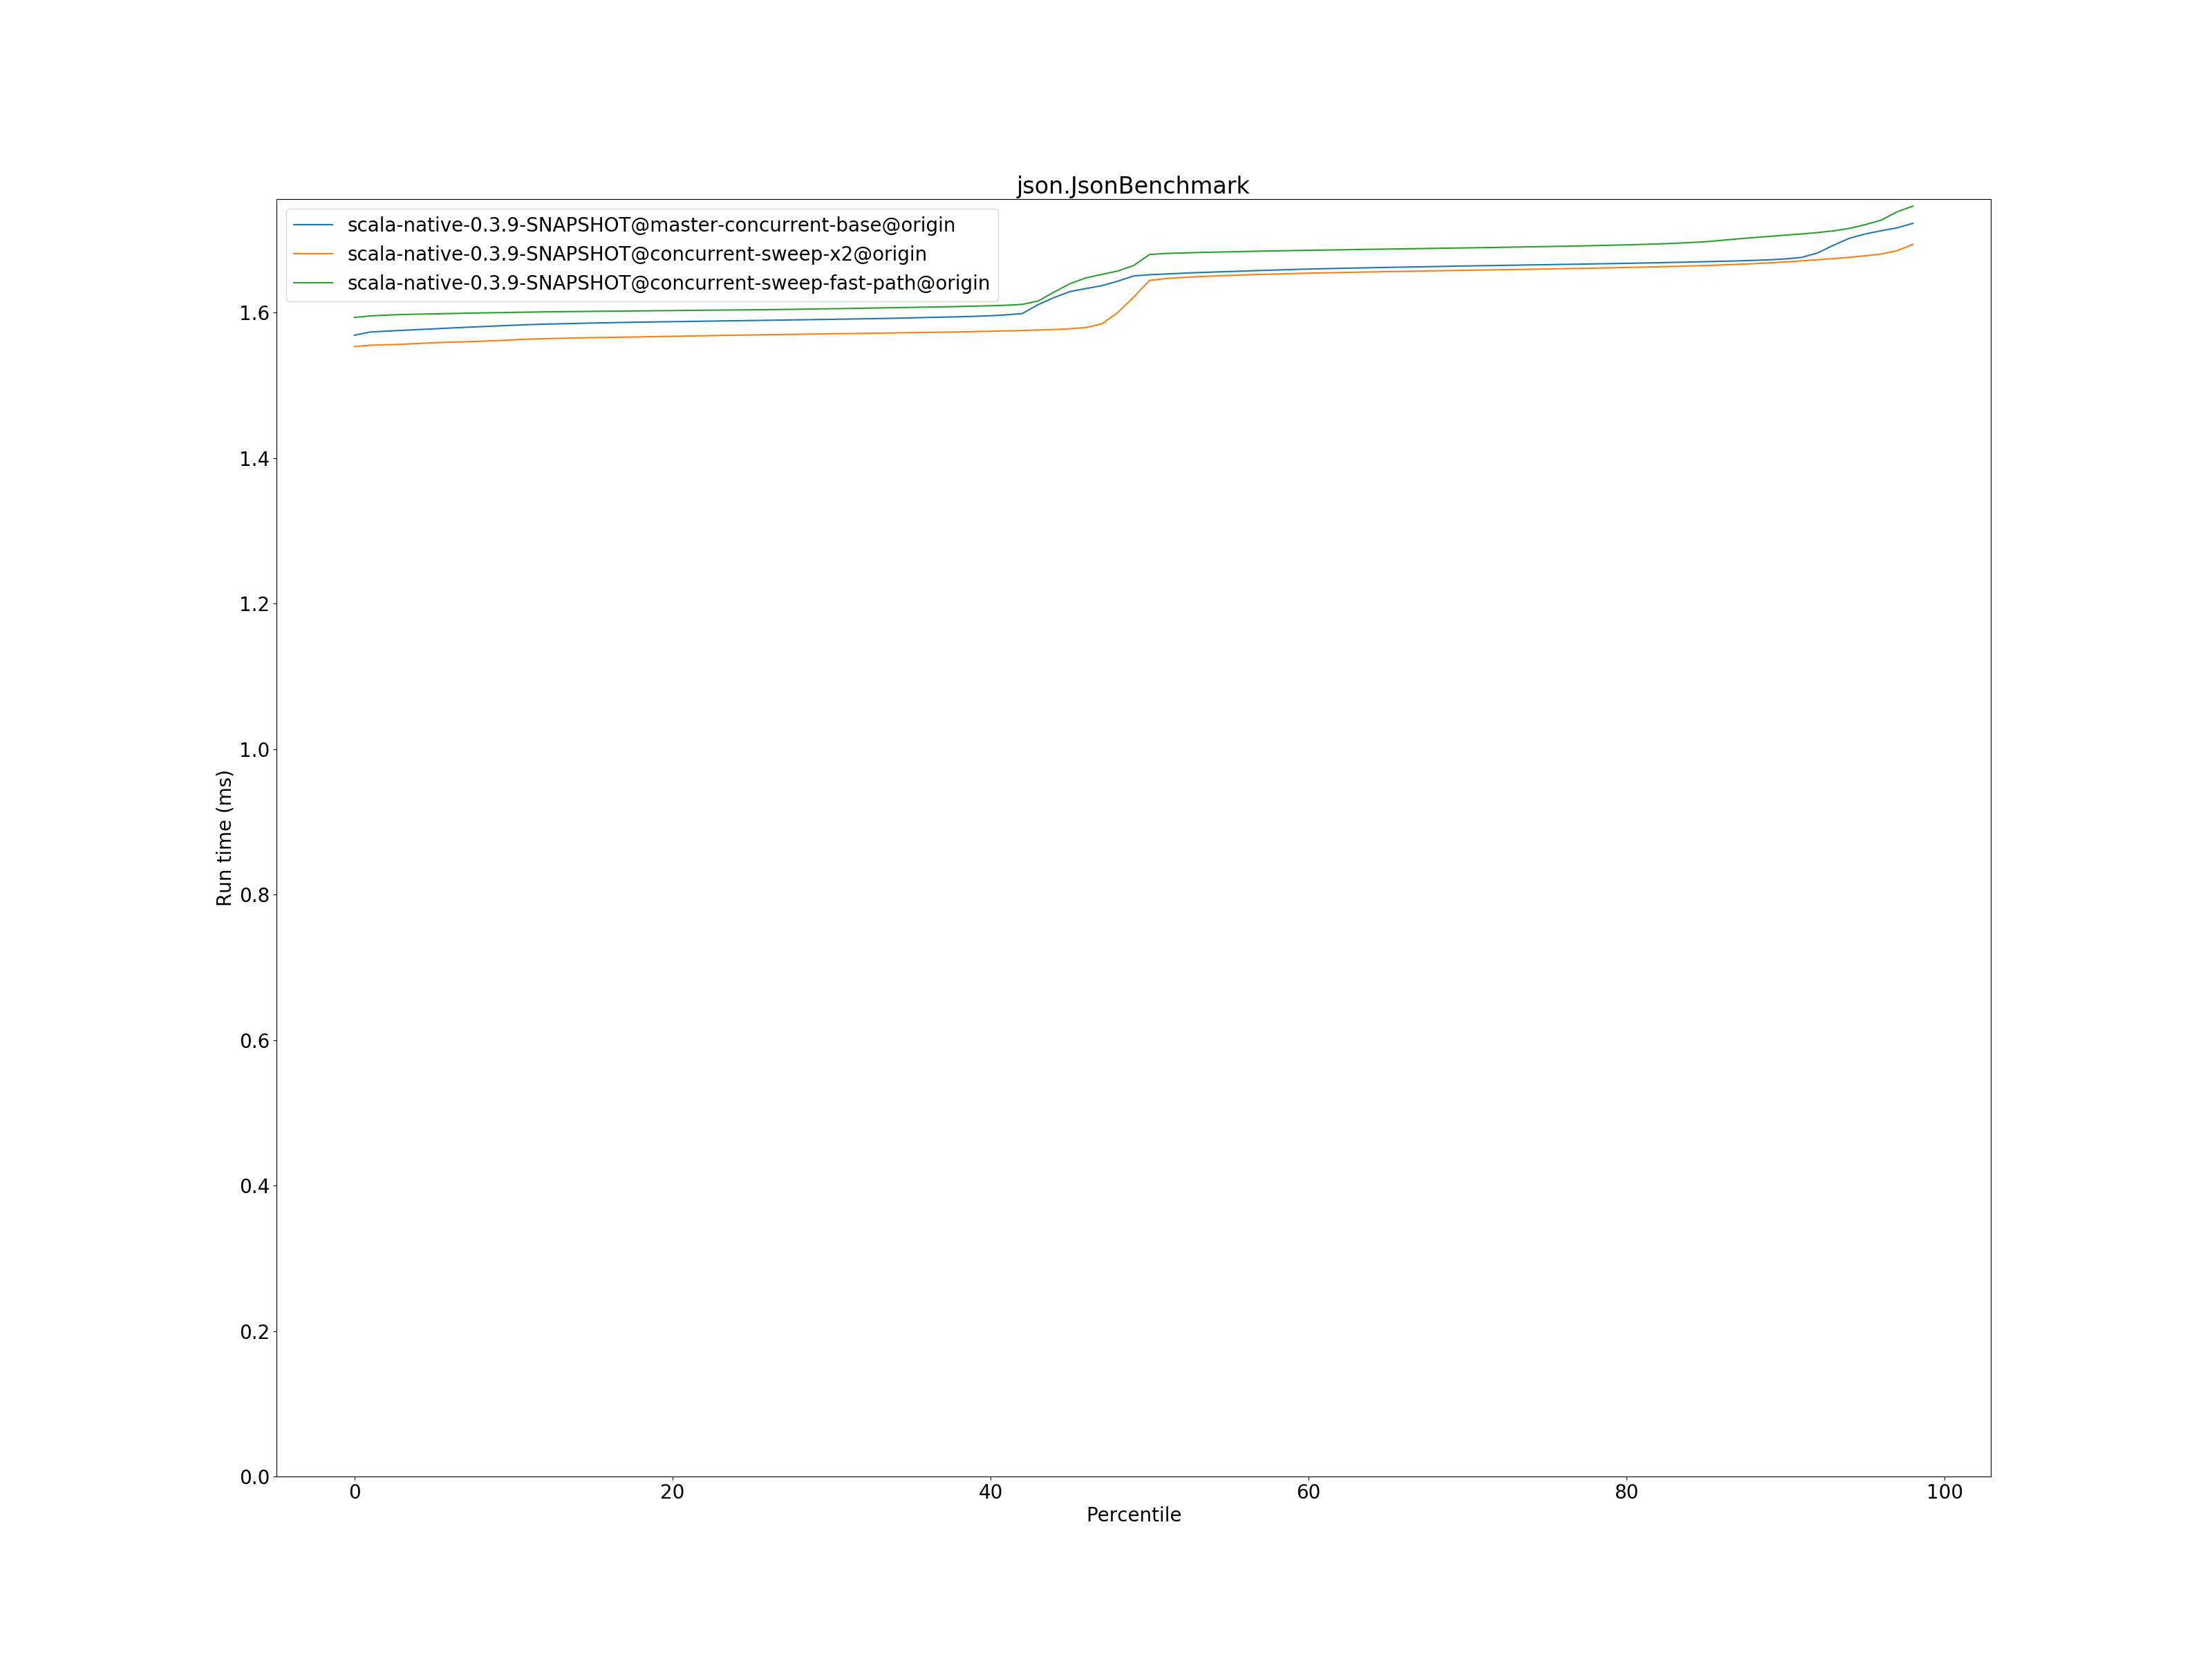 json.JsonBenchmark
scala-native-0.3.9-SNAPSHOT@master-concurrent-base@origin
scala-native-0.3.9-SNAPSHOT@concurrent-sweep-x2@origin
scala-native-0.3.9-SNAPSHOT@concurrent-sweep-fast-path@origin
1.6
1.4
1.2
1.0
0.8
0.6
0.4
0.2
0.0
Run time (ms)
0 20 40 60 80 100
Percentile